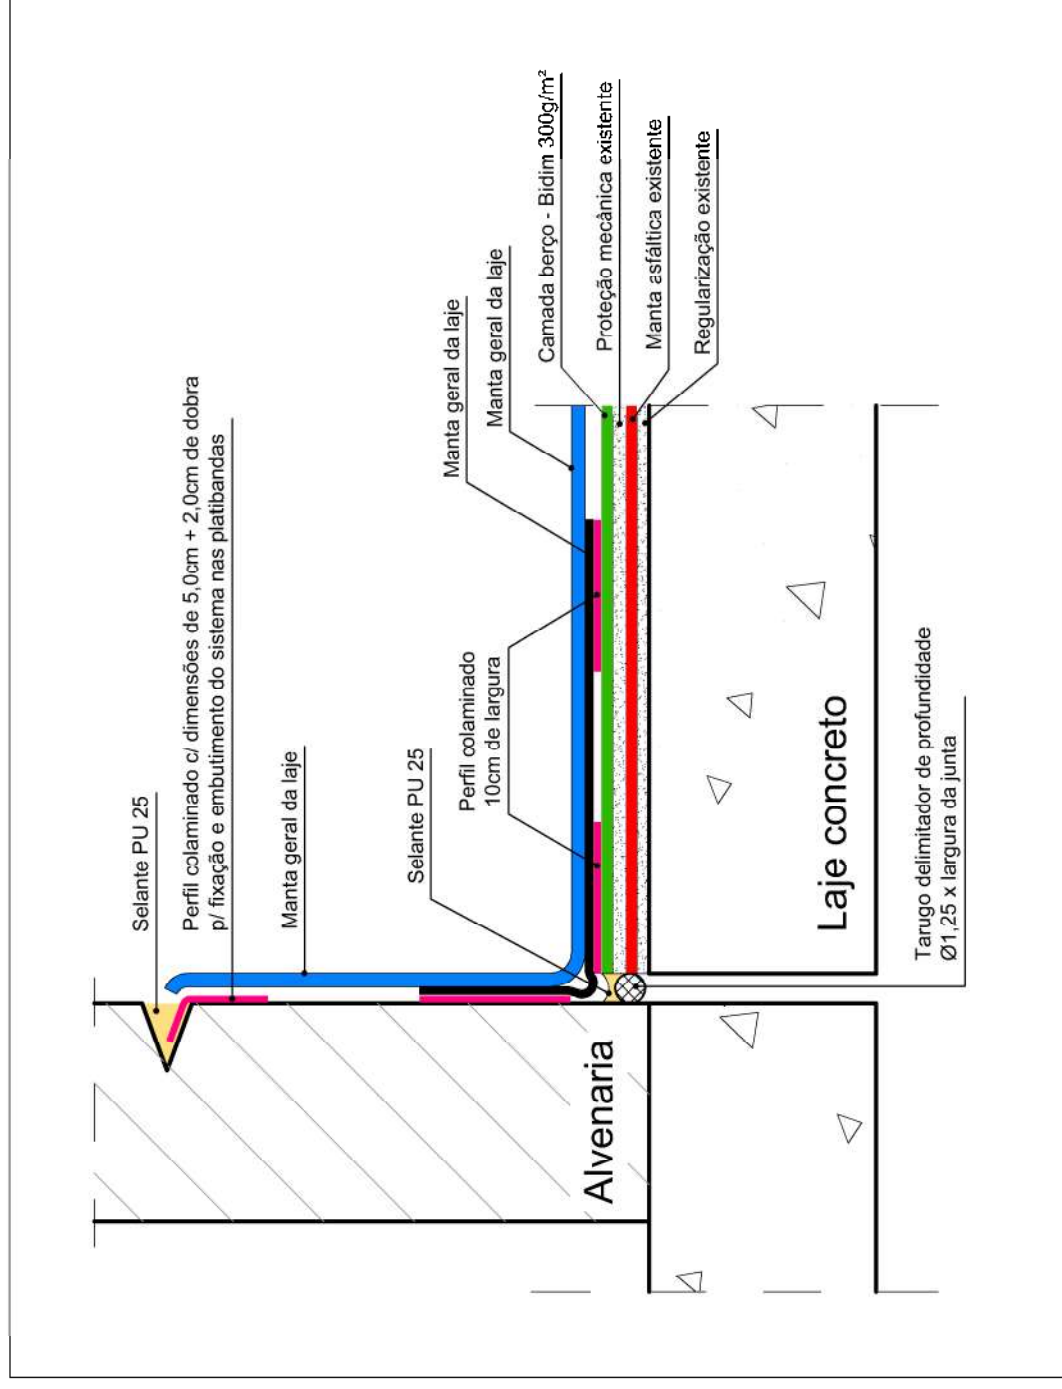 Selante PU 25
Perfil colaminado c/ dimensões de 5,0cm + 2,0cm de dobra
p/ fixação e embutimento do sistema nas platibandas
Manta geral da laje
Selante PU 25
Perfil colaminado
10cm de largura
Manta geral da laje
Manta geral da laje
Camada berço - Bidim 300g/m²
Proteção mecânica existente
Manta asfáltica existente
Regularização existente
Alvenaria
Laje concreto
Tarugo delimitador de profundidade
Ø1,25 x largura da junta